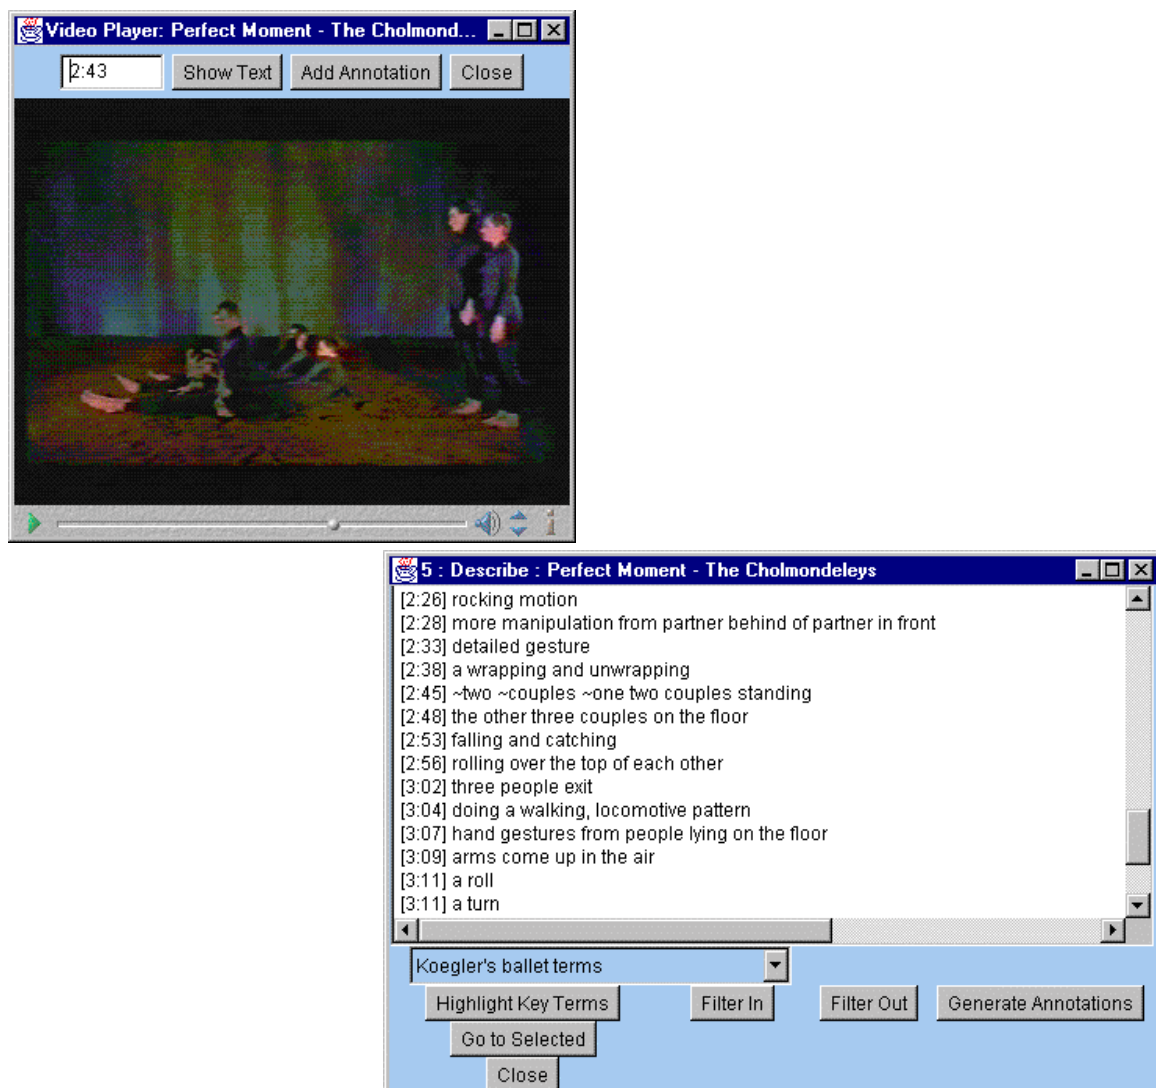 Video Player: Perfect Moment - The Cholmond...
2:43 Show Text Add Annotation Close
5 : Describe : Perfect Moment - The Cholmondeleys
[2:26] rocking motion
[2:28] more manipulation from partner behind of partner in front
[2:33] detailed gesture
[2:38] a wrapping and unwrapping
[2:45] ~two ~couples ~one two couples standing
[2:48] the other three couples on the floor
[2:53] falling and catching
[2:56] rolling over the top of each other
[3:02] three people exit
[3:04] doing a walking, locomotive pattern
[3:07] hand gestures from people lying on the floor
[3:09] arms come up in the air
[3:11] a roll
[3:11] a turn
Koegler's ballet terms
Highlight Key Terms Filter In Filter Out Generate Annotations
Go to Selected
Close